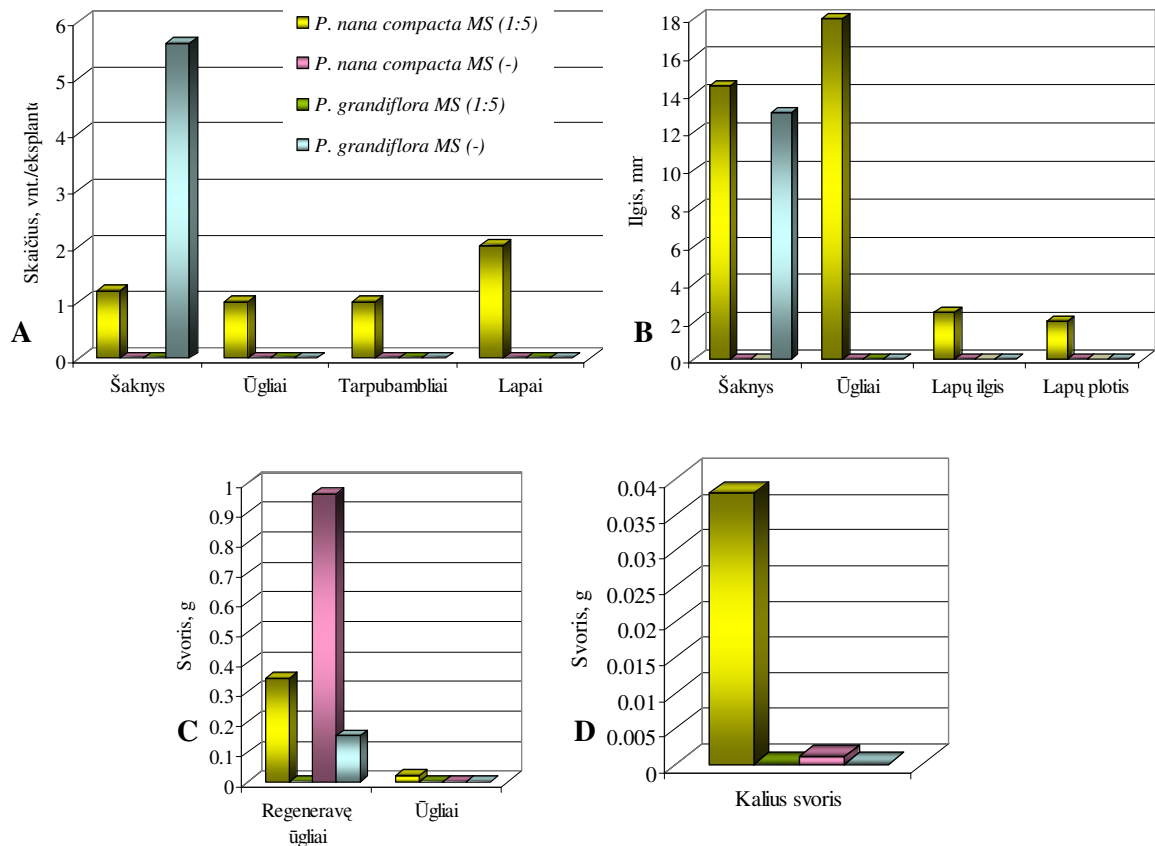 A
Skaičius, vnt./eksplantı
6
5
4
3
2
1
0
Šaknys
Ūgliai
Tarpubambliai
Lapai
P. nana compacta MS (1:5)
P. nana compacta MS (-)
P. grandiflora MS (1:5)
P. grandiflora MS (-)
B
Ilgis, mm
18
16
14
12
10
8
6
4
2
0
Šaknys
Ūgliai
Lapų ilgis
Lapų plotis
C
Svoris, g
1
0.9
0.8
0.7
0.6
0.5
0.4
0.3
0.2
0.1
0
Regeneravę
ūgliai
Ūgliai
D
Svoris, g
0.04
0.035
0.03
0.025
0.02
0.015
0.01
0.005
0
Kalius svoris